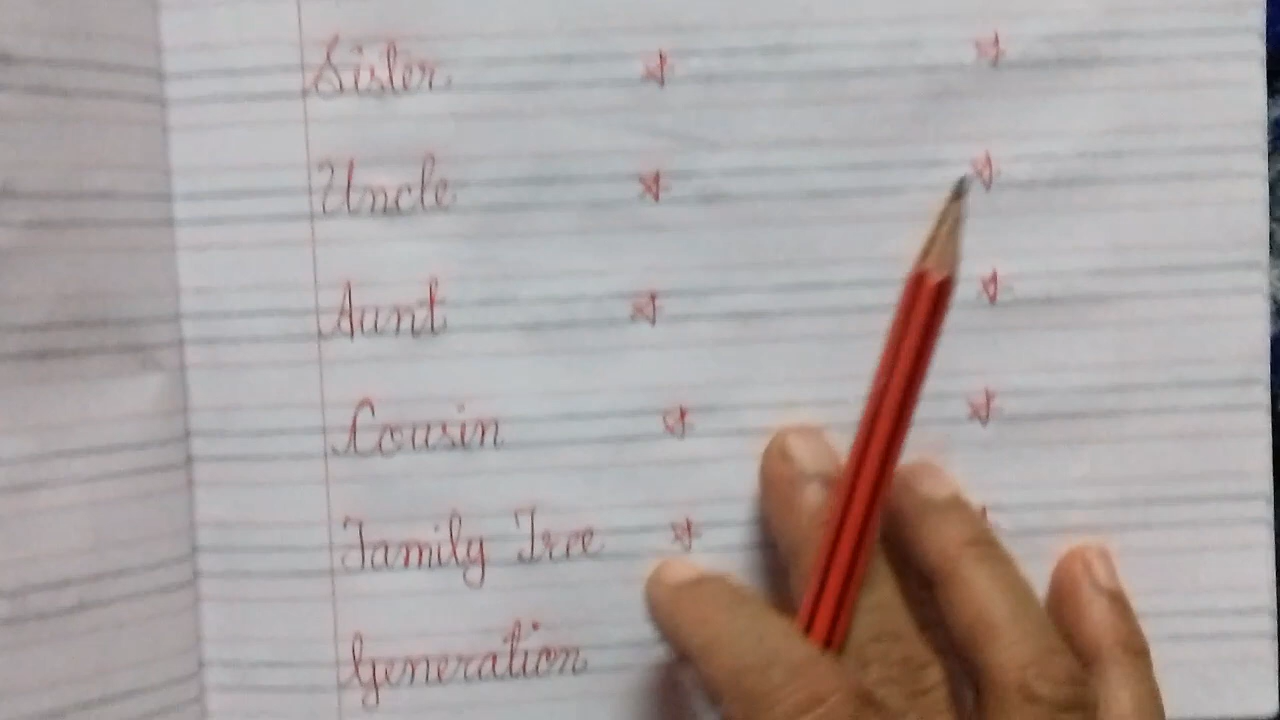 Sister
Uncle
Aunt
Cousin
Family Tree
Generation